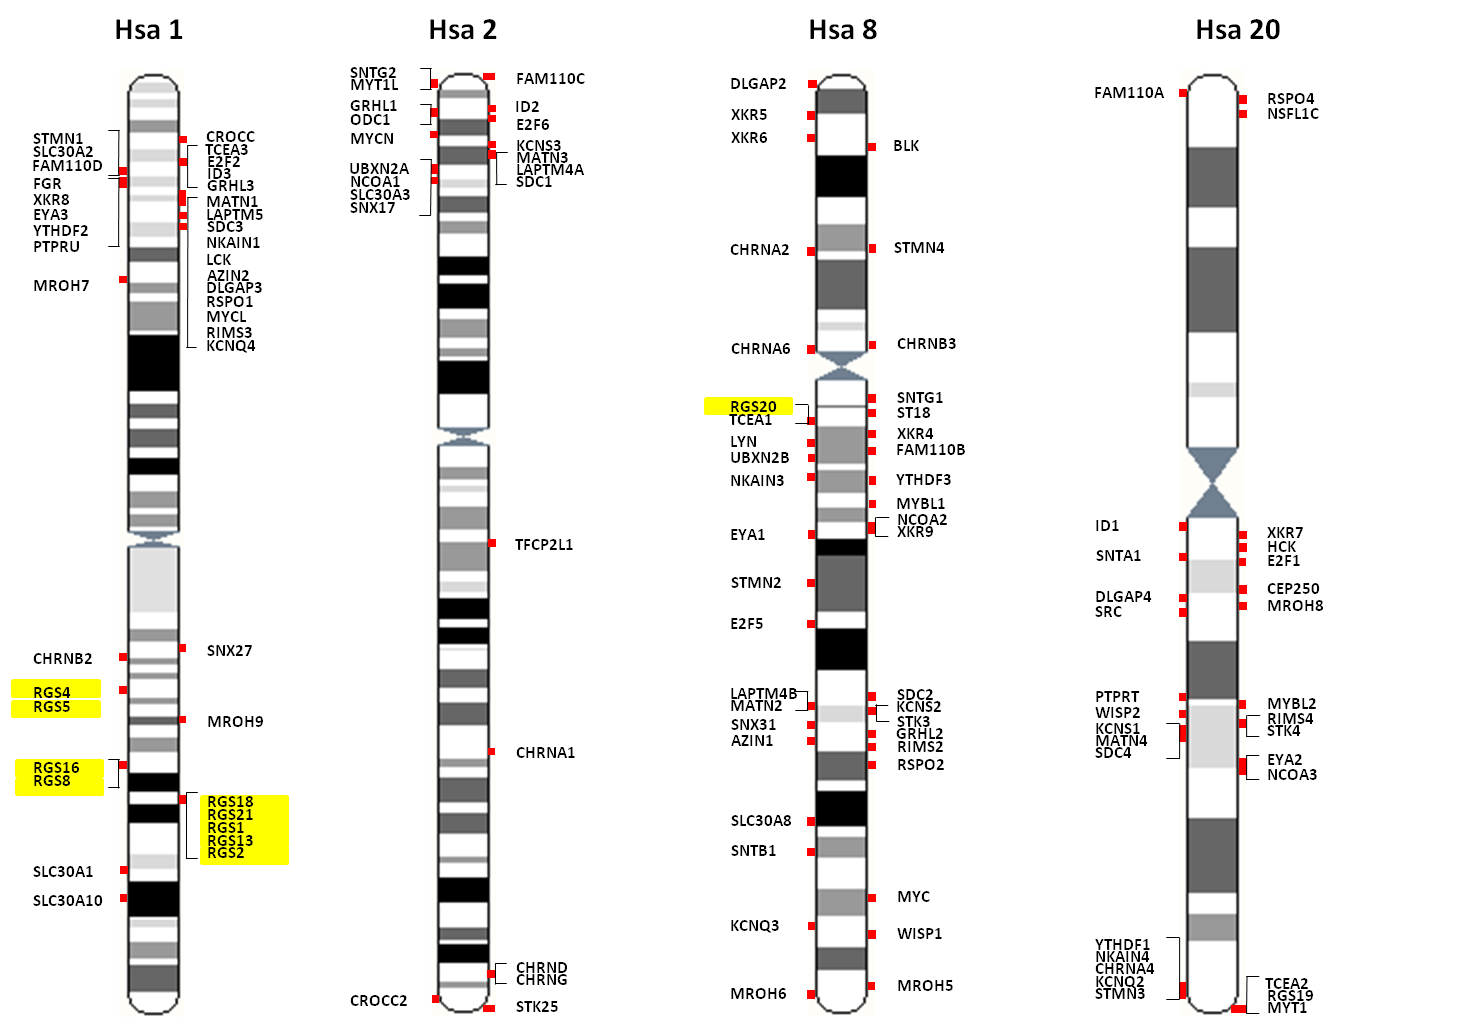 Hsa 1
Hsa 2
Hsa 8
Hsa 20
STMN1
SLC30A2
FAM110D
FGR
XKR8
EYA3
YTHDF2
PTPRU
MROH7
CHRNB2
RGS4
RGS5
RGS16
RGS8
SLC30A1
SLC30A10
CROCC
TCEA3
E2F2
ID3
GRHL3
MATN1
LAPTM5
SDC3
NKAIN1
LCK
AZIN2
DLGAP3
RSPO1
MYCL
RIMS3
KCNQ4
SNX27
MROH9
RGS18
RGS21
RGS1
RGS13
RGS2
SNTG2
MYT1L
GRHL1
ODC1
MYCN
UBXN2A
NCOA1
SLC30A3
SNX17
CROCC2
FAM110C
ID2
E2F6
KCNS3
MATN3
LAPTM4A
SDC1
TFCP2L1
CHRNA1
CHRND
CHRNG
STK25
DLGAP2
XKR5
XKR6
CHRNA2
CHRNA6
RGS20
TCEA1
LYN
UBXN2B
NKAIN3
EYA1
STMN2
E2F5
LAPTM4B
MATN2
SNX31
AZIN1
SLC30A8
SNTB1
KCNQ3
MROH6
BLK
STMN4
CHRNB3
SNTG1
ST18
XKR4
FAM110B
YTHDF3
MYBL1
NCOA2
XKR9
SDC2
KCNS2
STK3
GRHL2
RIMS2
RSPO2
MYC
WISP1
MROH5
FAM110A
ID1
SNTA1
DLGAP4
SRC
PTPRT
WISP2
KCNS1
MATN4
SDC4
YTHDF1
NKAIN4
CHRNA4
KCNQ2
STMN3
RSPO4
NSFL1C
XKR7
HCK
E2F1
CEP250
MROH8
MYBL2
RIMS4
STK4
EYA2
NCOA3
TCEA2
RGS19
MYT1